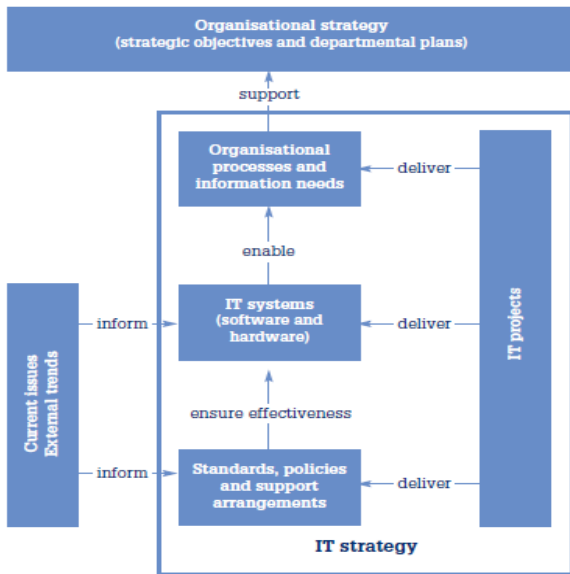 Organisational strategy
(strategic objectives and departmental plans)
support
Organisational
processes and
information needs
deliver
enable
IT systems
(software and
hardware)
inform
deliver
Current issues
External trends
IT projects
ensure effectiveness
Standards, policies
and support
arrangements
inform
deliver
IT strategy